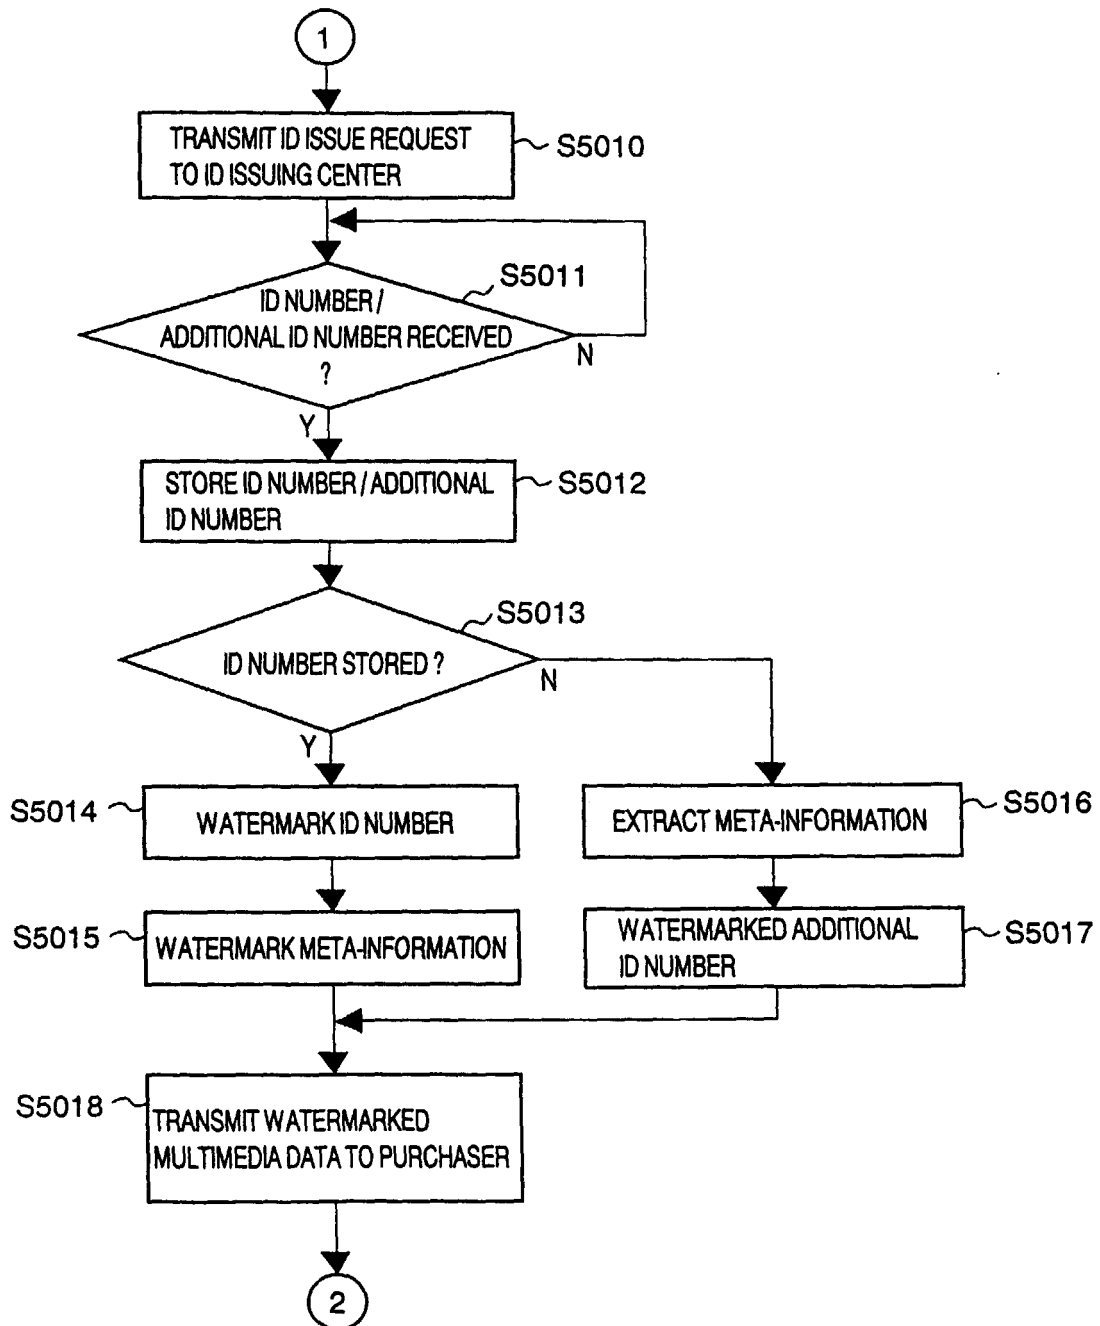 1
TRANSMIT ID ISSUE REQUEST
TO ID ISSUING CENTER
S5010
S5011
ID NUMBER /
ADDITIONAL ID NUMBER RECEIVED
?
N
Y
STORE ID NUMBER / ADDITIONAL
ID NUMBER
S5012
S5013
ID NUMBER STORED ?
N
Y
S5014
WATERMARK ID NUMBER
EXTRACT META-INFORMATION
S5016
S5015
WATERMARK META-INFORMATION
WATERMARKED ADDITIONAL
ID NUMBER
S5017
S5018
TRANSMIT WATERMARKED
MULTIMEDIA DATA TO PURCHASER
2